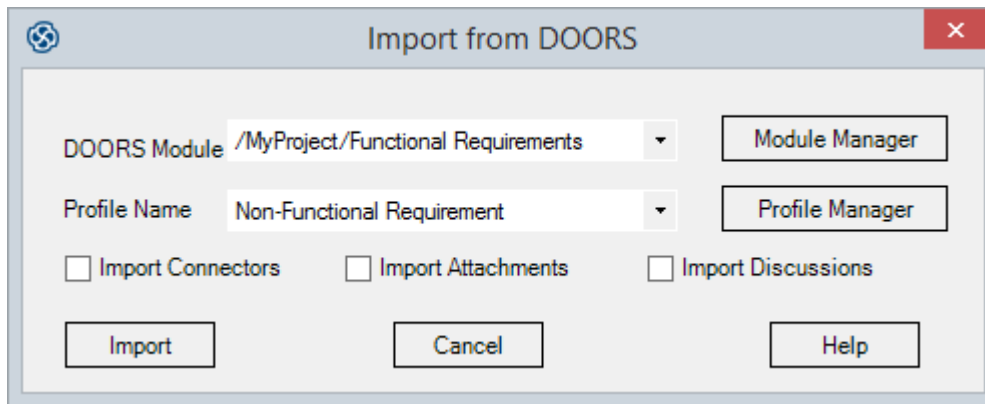 Import from DOORS
DOORS Module /MyProject/Functional Requirements Module Manager
Profile Name Non-Functional Requirement Profile Manager
Import Connectors Import Attachments Import Discussions
Import Cancel Help